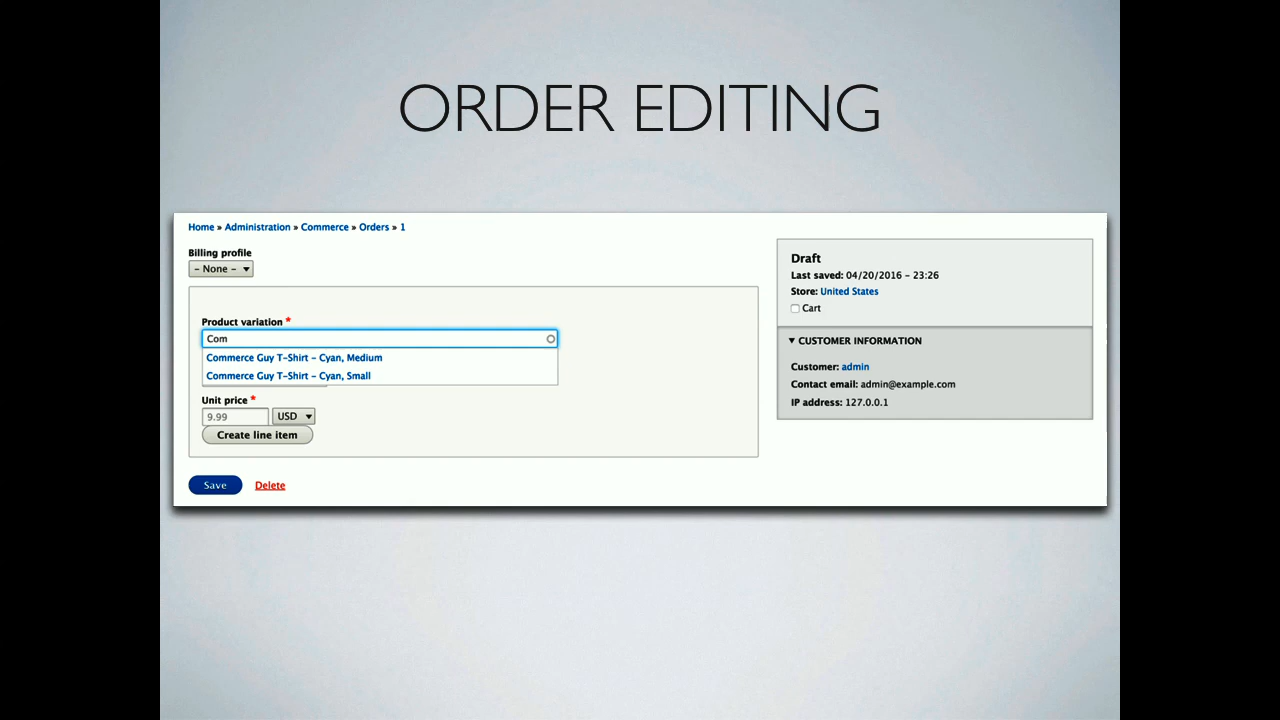 ORDER EDITING
Home » Administration » Commerce » Orders » 1
Billing profile
- None -
Product variation *
Com
Commerce Guy T-Shirt - Cyan, Medium
Commerce Guy T-Shirt - Cyan, Small
Unit price *
9.99 USD
Create line item
Save Delete
Draft
Last saved: 04/20/2016 - 23:26
Store: United States
Cart
CUSTOMER INFORMATION
Customer: admin
Contact email: admin@example.com
IP address: 127.0.0.1